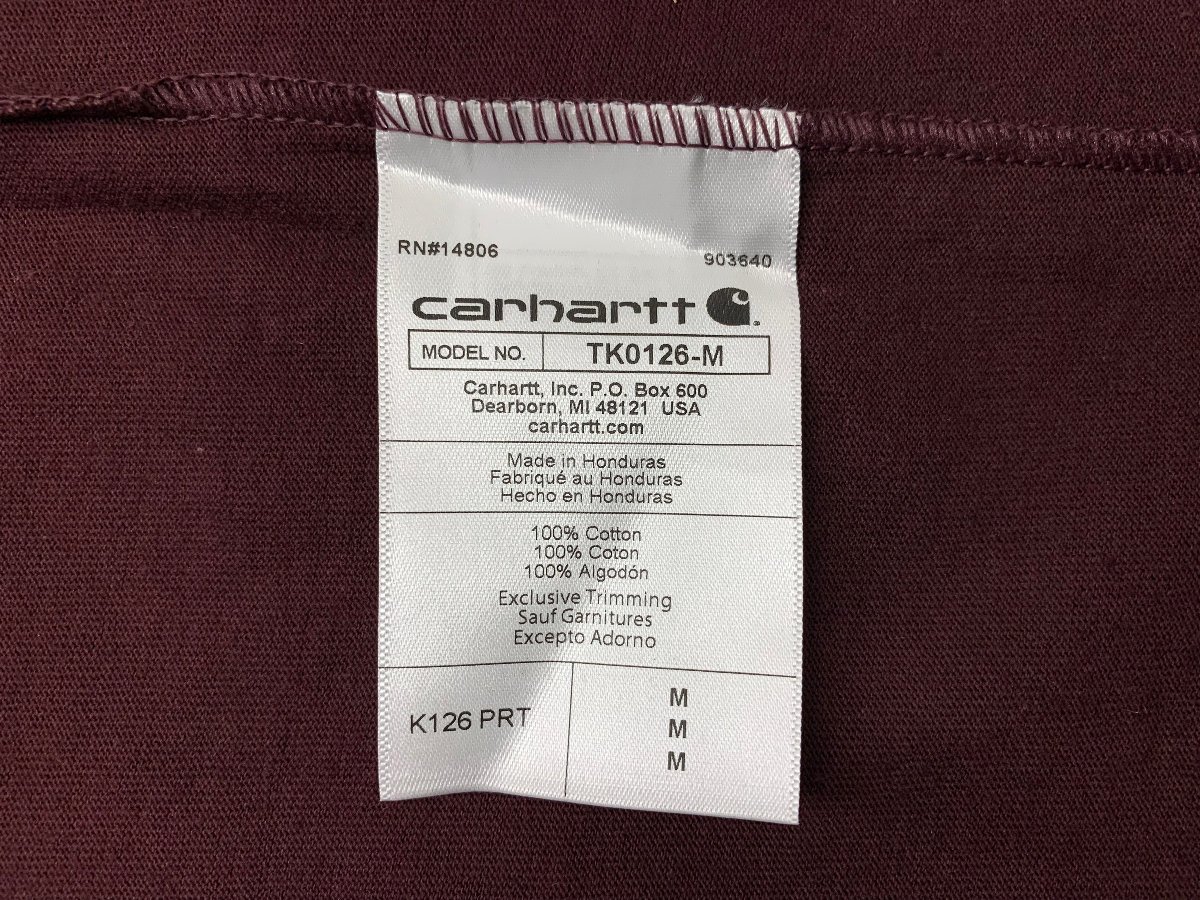 RN#14806 903640
carhartt
MODEL NO. TK0126-M
Carhartt, Inc. P.O. Box 600
Dearborn, MI 48121 USA
carhartt.com
Made in Honduras
Fabriqué au Honduras
Hecho en Honduras
100% Cotton
100% Coton
100% Algodón
Exclusive Trimming
Sauf Garnitures
Excepto Adorno
K126 PRT
M
M
M